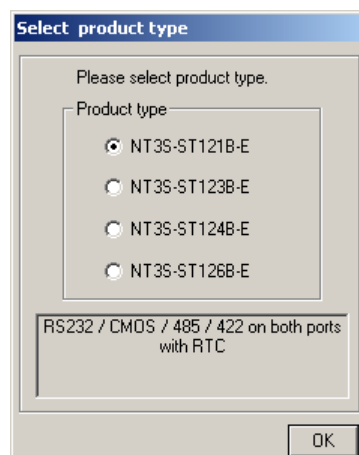 Select product type
Please select product type.
Product type
NT3S-ST121B-E
NT3S-ST123B-E
NT3S-ST124B-E
NT3S-ST126B-E
RS232 / CMOS / 485 / 422 on both ports
with RTC
OK